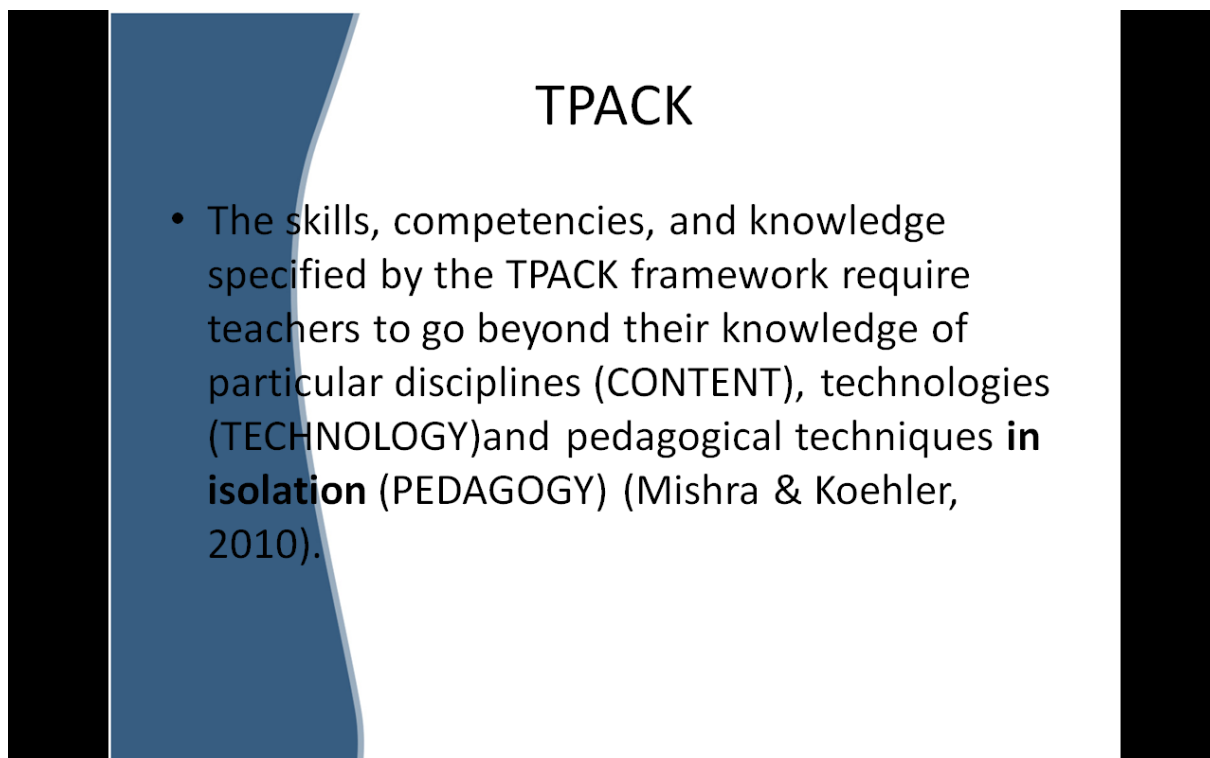 TPACK
• The skills, competencies, and knowledge
specified by the TPACK framework require
teachers to go beyond their knowledge of
particular disciplines (CONTENT), technologies
(TECHNOLOGY)and pedagogical techniques in
isolation (PEDAGOGY) (Mishra & Koehler,
2010).